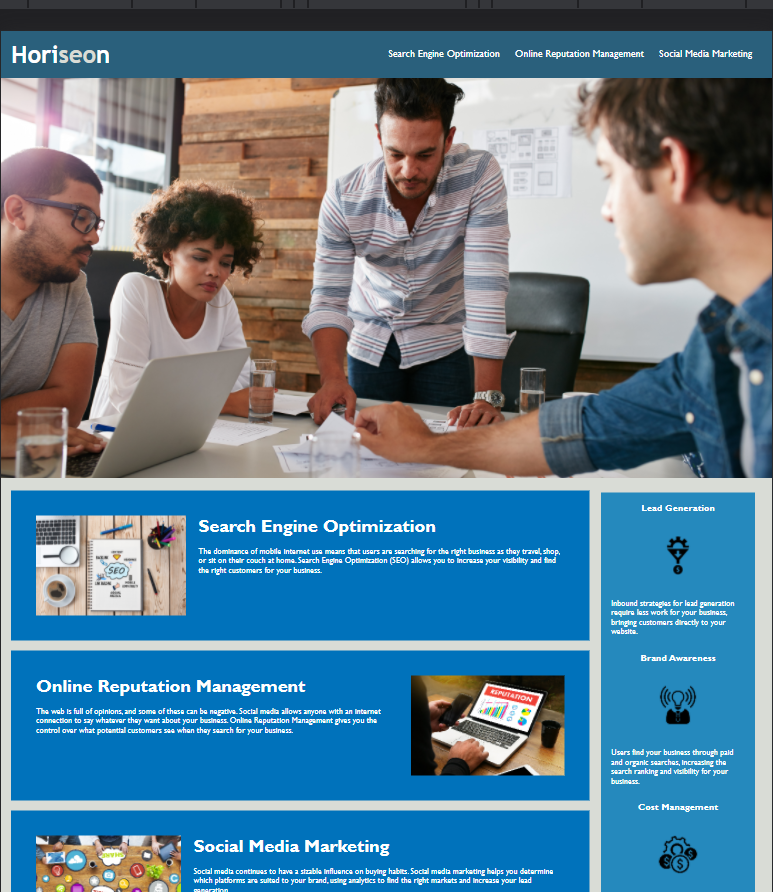 Horiseon
Search Engine Optimization
Online Reputation Management
Social Media Marketing
SEO
Search Engine Optimization
The dominance of mobile internet use means that users are searching for the right business as they travel, shop,
or sit on their couch at home. Search Engine Optimization (SEO) allows you to increase your visibility and find
the right customers for your business.
Online Reputation Management
The web is full of opinions, and some of these can be negative. Social media allows anyone with an internet
connection to say whatever they want about your business. Online Reputation Management gives you the
control over what potential customers see when they search for your business.
REPUTATION
Social Media Marketing
Social media continues to have a sizable influence on buying habits. Social media marketing helps you determine
which platforms are suited to your brand, using analytics to find the right markets and increase your lead
generation.
Lead Generation
Inbound strategies for lead generation
require less work for your business,
bringing customers directly to your
website.
Brand Awareness
Users find your business through paid
and organic searches, increasing the
search ranking and visibility for your
business.
Cost Management